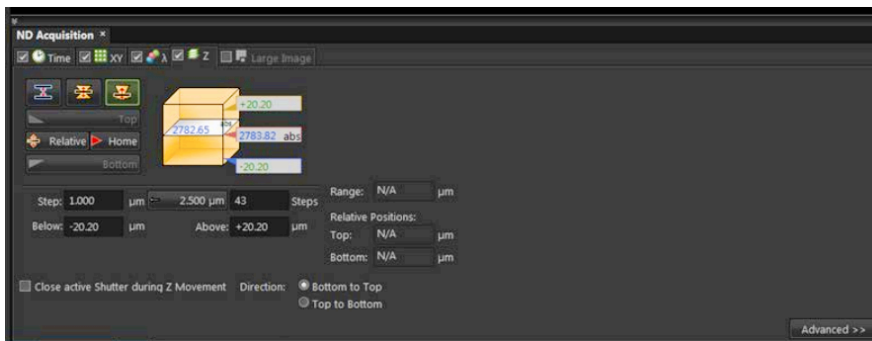 ND Acquisition ×
Time XY λ Z Large Image
+20.20
Top
2782.65 abs
2783.82 abs
Relative Home
Bottom
-20.20
Step: 1.000 µm 2.500 µm 43 Steps
Range: N/A µm
Below: -20.20 µm Above: +20.20 µm
Relative Positions:
Top: N/A µm
Bottom: N/A µm
Close active Shutter during Z Movement Direction: Bottom to Top
Top to Bottom
Advanced >>